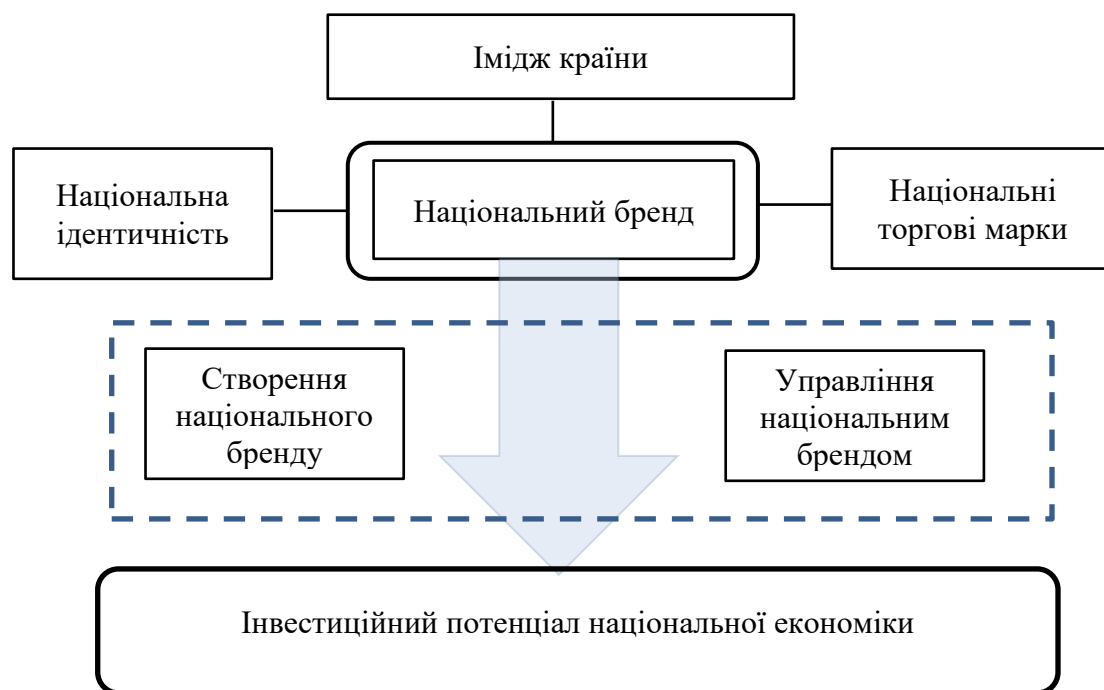 Імідж країни
Національна
ідентичність
Національний бренд
Національні
торгові марки
Створення
національного
бренду
Управління
національним
брендом
Інвестиційний потенціал національної економіки